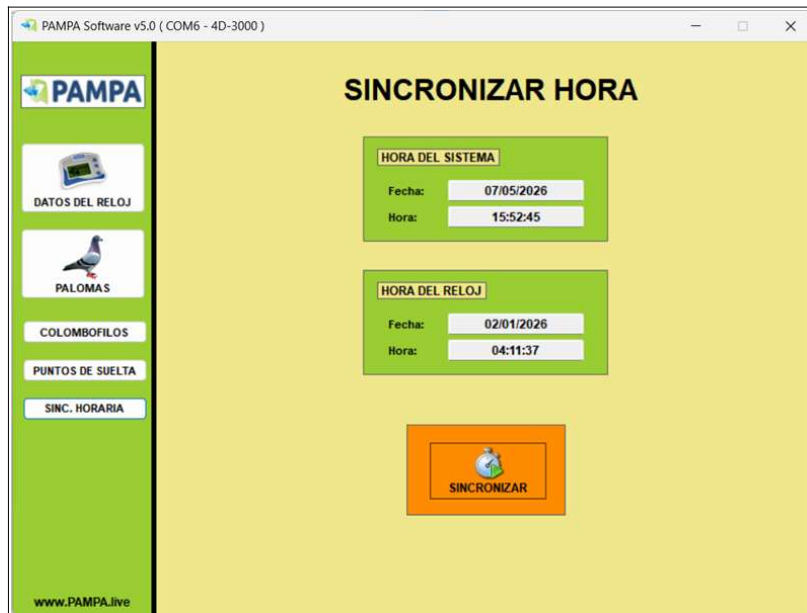 PAMPA Software v5.0 ( COM6 - 4D-3000 )
PAMPA
DATOS DEL RELOJ
PALOMAS
COLOMBOFILOS
PUNTOS DE SUELTA
SINC. HORARIA
www.PAMPA.live
SINCRONIZAR HORA
HORA DEL SISTEMA
Fecha: 07/05/2026
Hora: 15:52:45
HORA DEL RELOJ
Fecha: 02/01/2026
Hora: 04:11:37
SINCRONIZAR